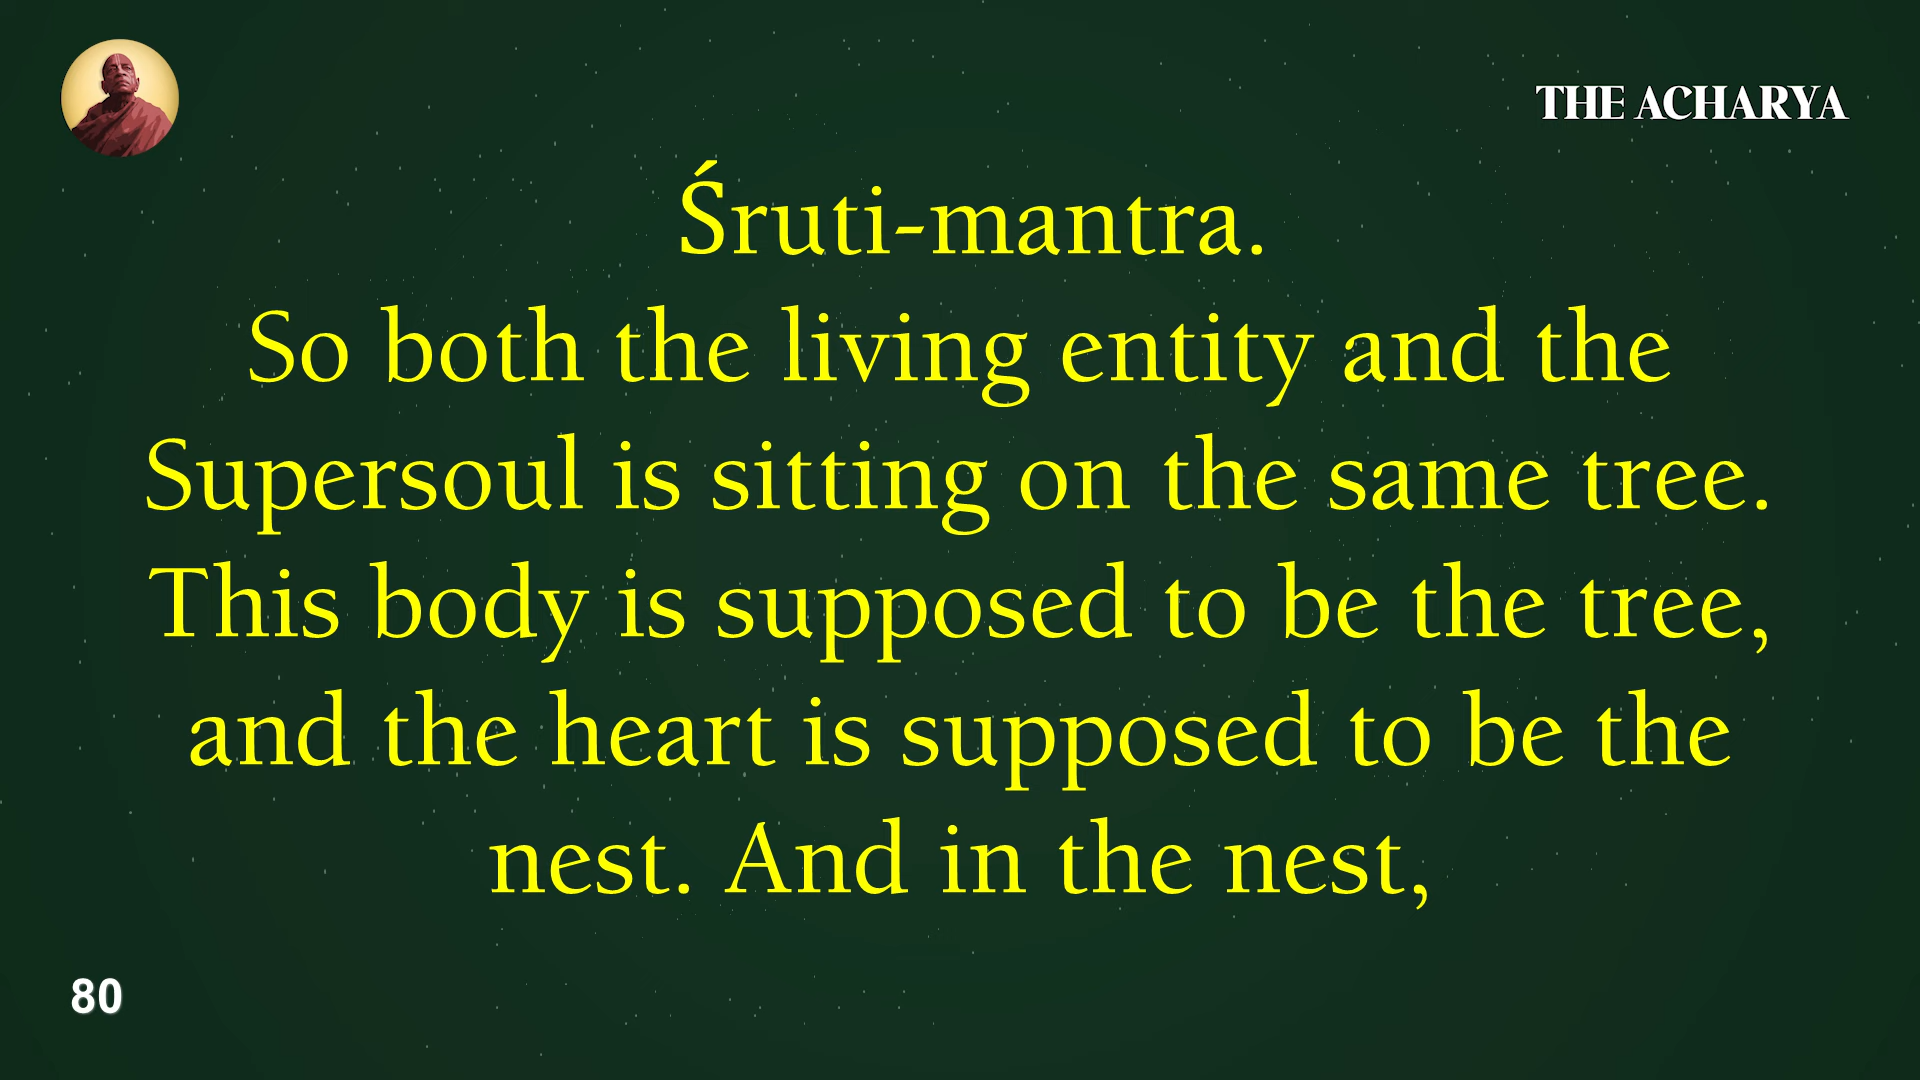 THE ACHARYA
Śruti-mantra.
So both the living entity and the
Supersoul is sitting on the same tree.
This body is supposed to be the tree,
and the heart is supposed to be the
nest. And in the nest,
80